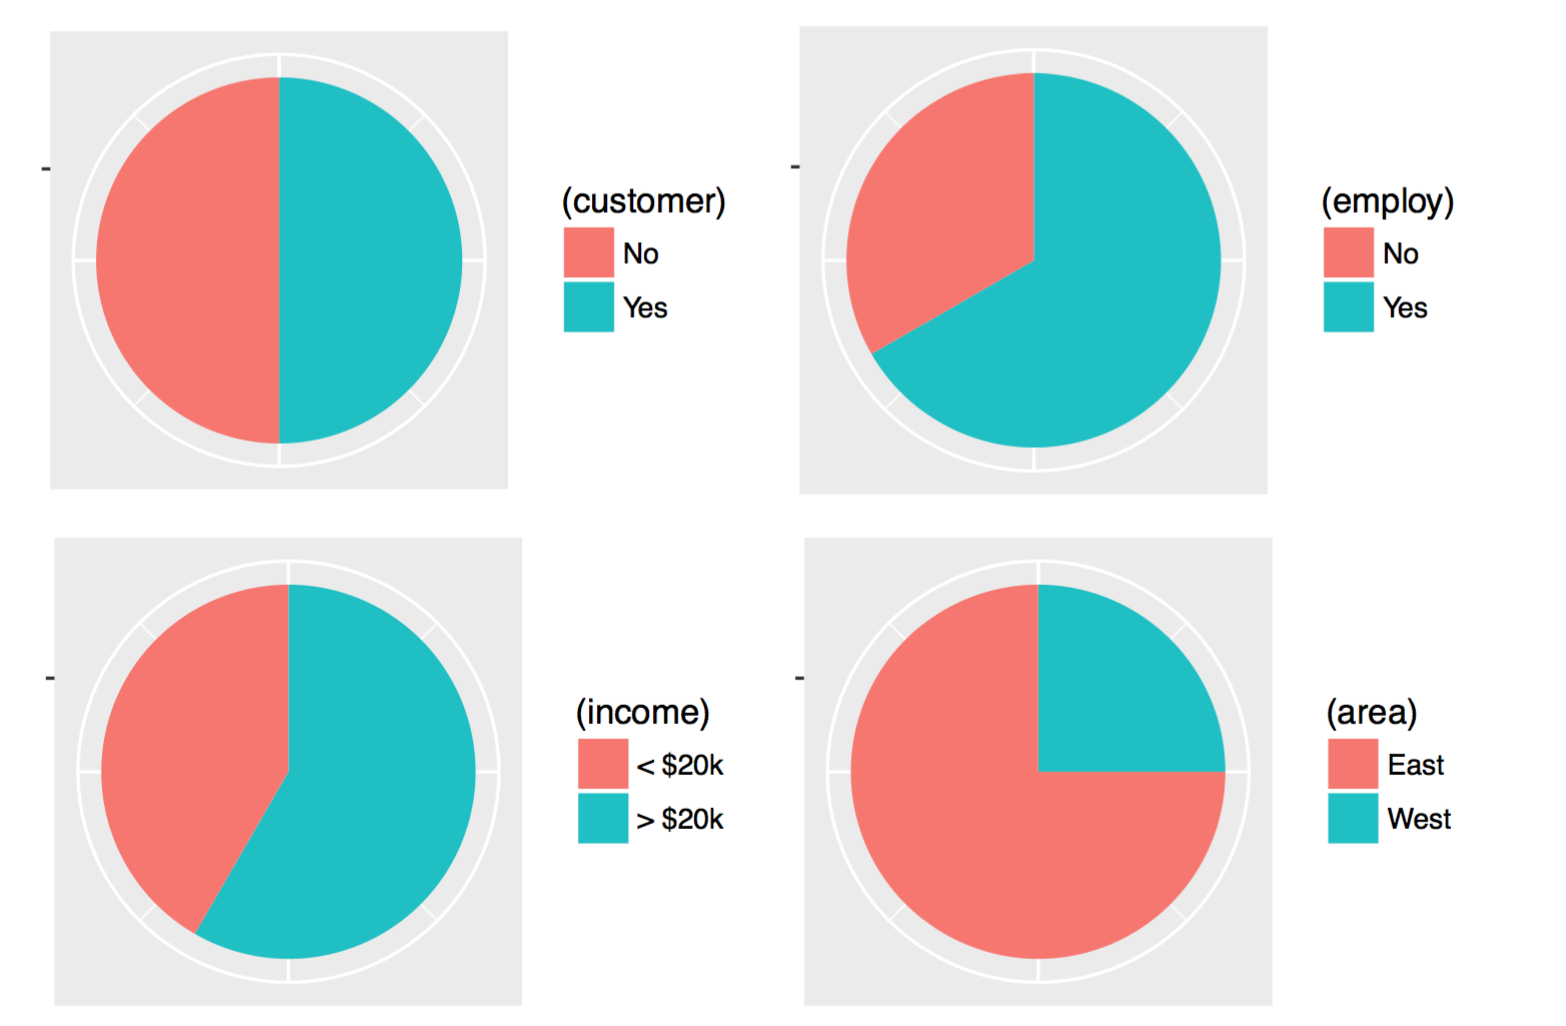 (customer)
No
Yes
(employ)
No
Yes
(income)
< $20k
> $20k
(area)
East
West